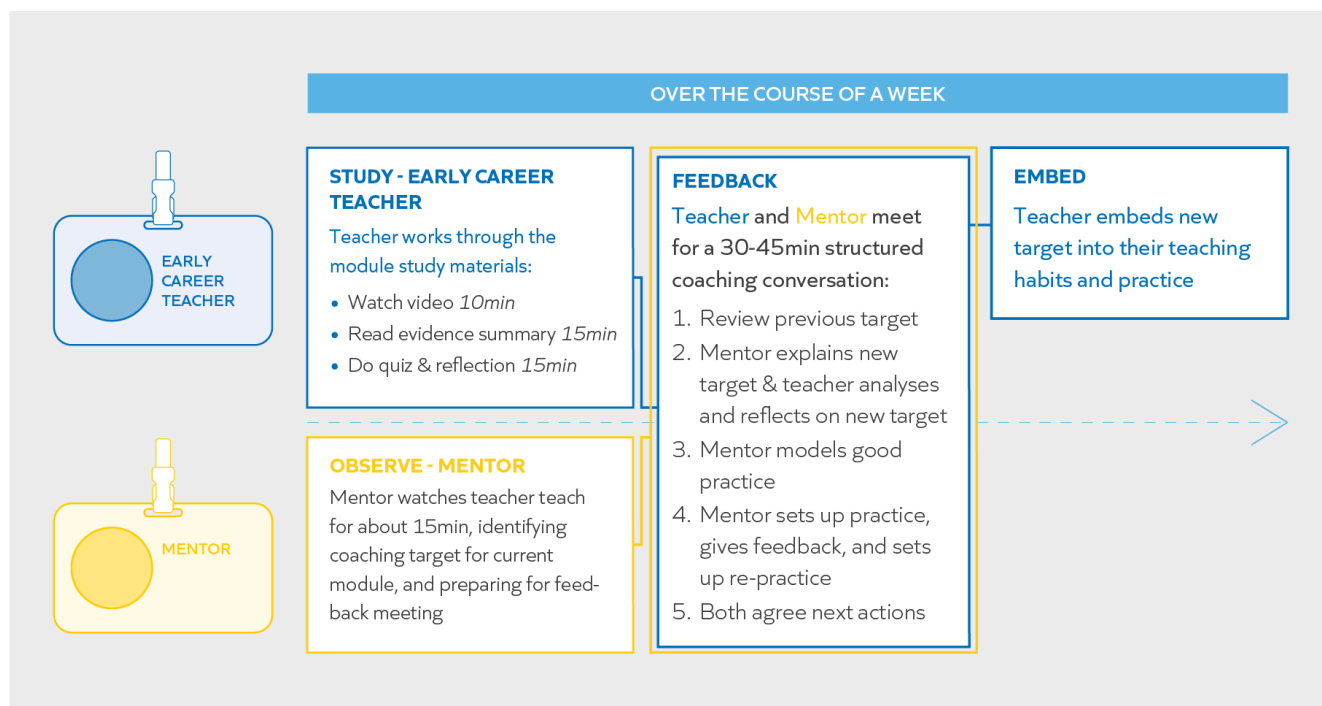 OVER THE COURSE OF A WEEK
EARLY
CAREER
TEACHER
STUDY - EARLY CAREER
TEACHER
Teacher works through the
module study materials:
• Watch video 10min
• Read evidence summary 15min
• Do quiz & reflection 15min
MENTOR
OBSERVE - MENTOR
Mentor watches teacher teach
for about 15min, identifying
coaching target for current
module, and preparing for feed-
back meeting
FEEDBACK
Teacher and Mentor meet
for a 30-45min structured
coaching conversation:
1. Review previous target
2. Mentor explains new
target & teacher analyses
and reflects on new target
3. Mentor models good
practice
4. Mentor sets up practice,
gives feedback, and sets
up re-practice
5. Both agree next actions
EMBED
Teacher embeds new
target into their teaching
habits and practice